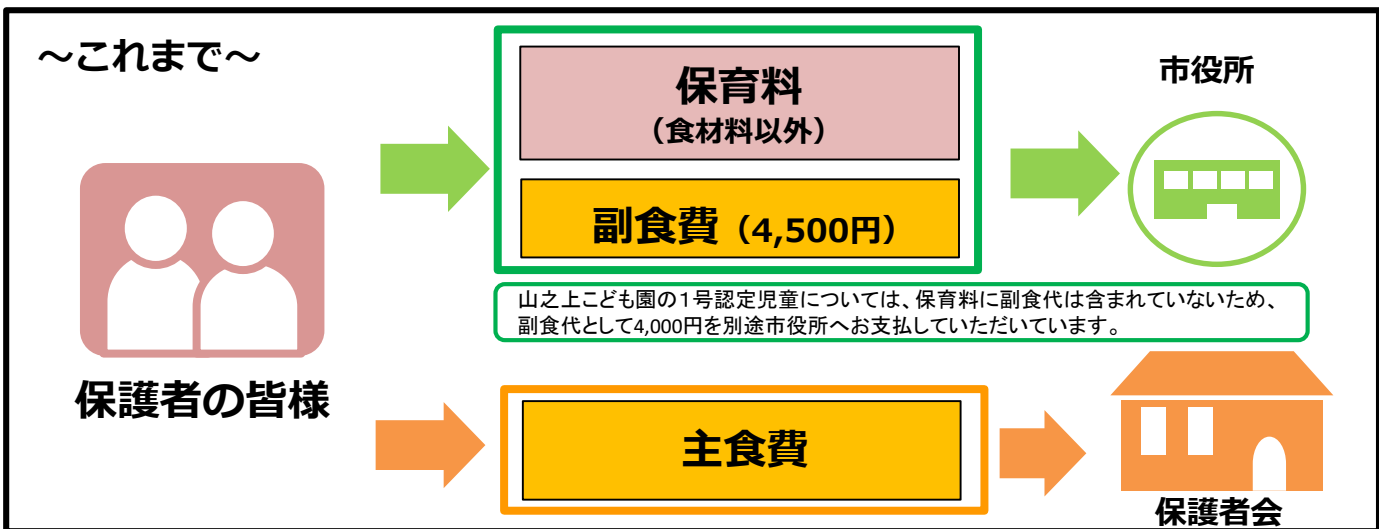 ～これまで～
保育料
（食材料以外）
副食費（4,500円）
市役所
山之上こども園の１号認定児童については、保育料に副食代は含まれていないため、
副食代として4,000円を別途市役所へお支払していただいています。
保護者の皆様
主食費
保護者会